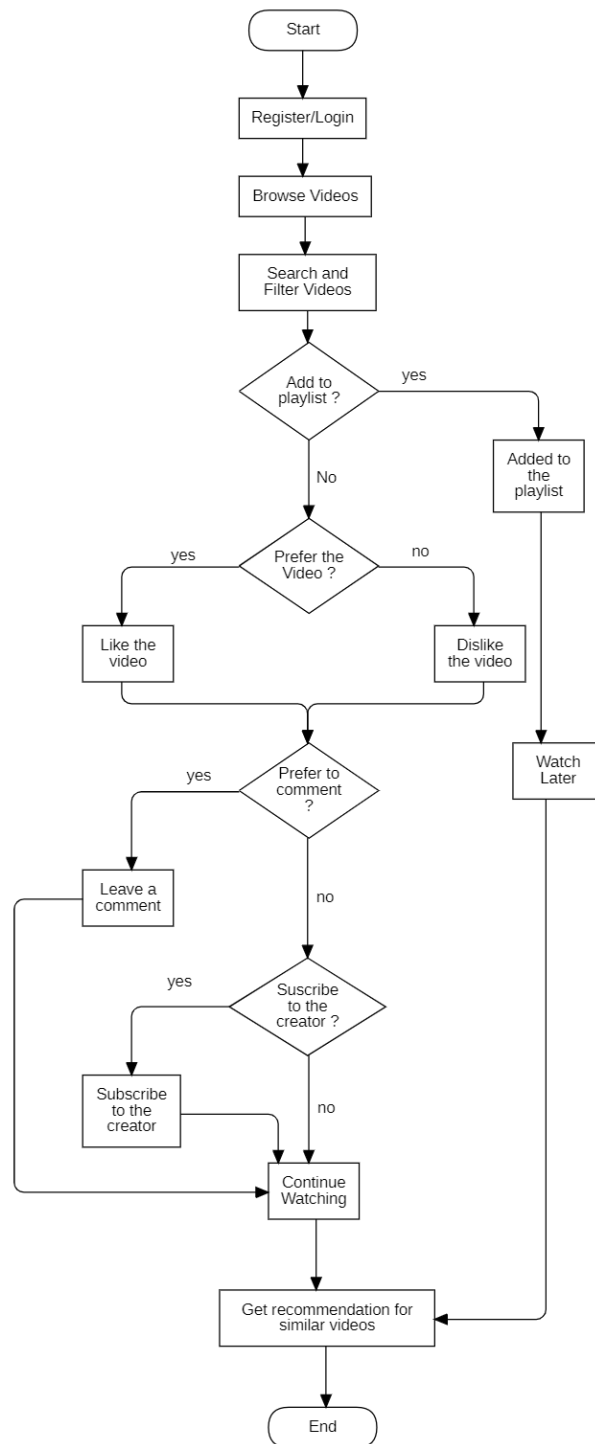 Start
Register/Login
Browse Videos
Search and
Filter Videos
Add to
playlist ?
yes
Added to
the
playlist
No
Prefer the
Video ?
yes
no
Like the
video
Dislike
the video
Prefer to
comment
?
yes
Watch
Later
Leave a
comment
no
Suscribe
to the
creator ?
yes
Subscribe
to the
creator
no
Continue
Watching
Get recommendation for
similar videos
End